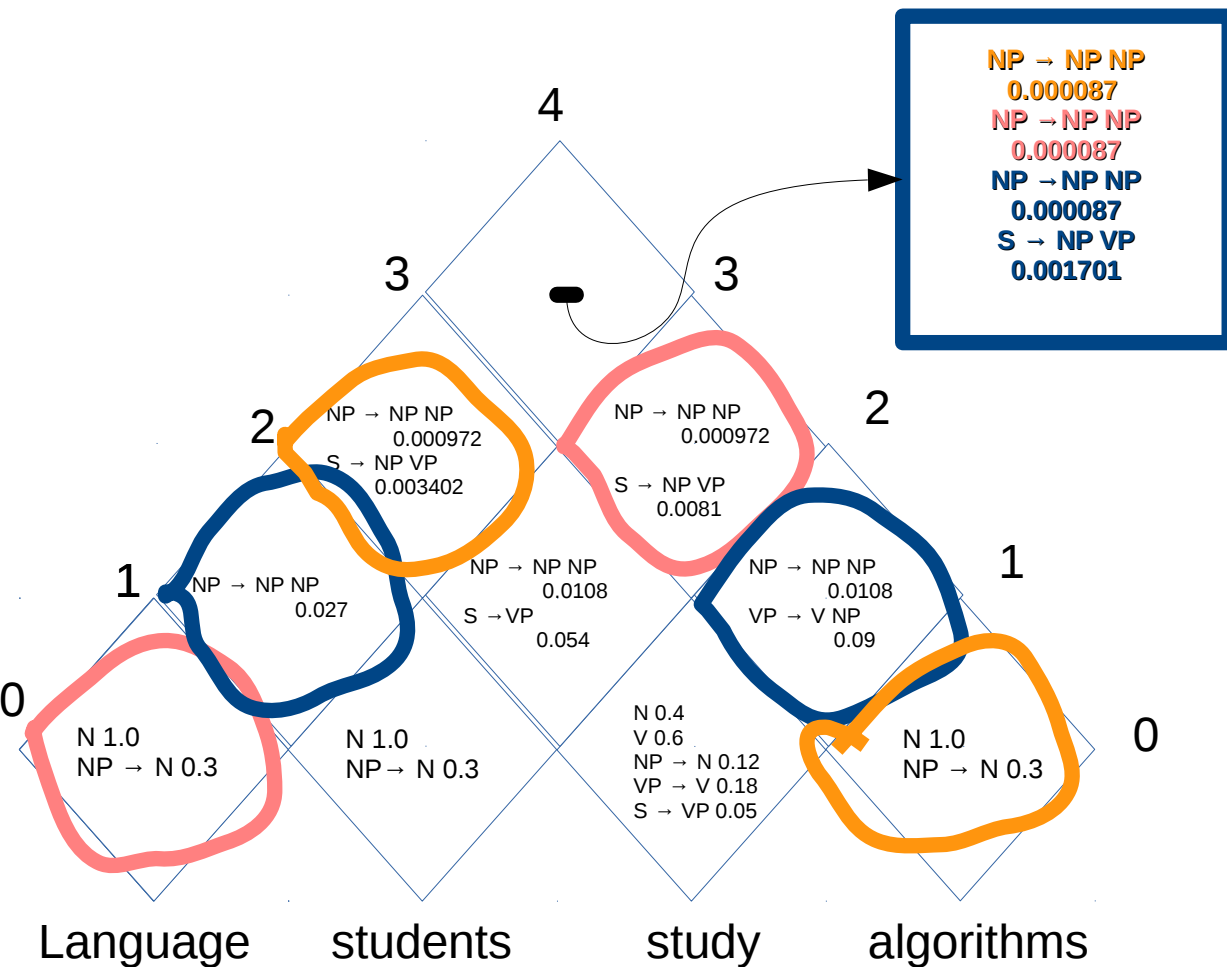 NP → NP NP
0.000087
NP →NP NP
0.000087
NP →NP NP
0.000087
S → NP VP
0.001701
4
3
3
2
2
NP → NP NP
0.000972
S → NP VP
0.003402
NP → NP NP
0.000972
S → NP VP
0.0081
1
1
NP → NP NP
0.027
NP → NP NP
0.0108
S →VP
0.054
NP → NP NP
0.0108
VP → V NP
0.09
0
0
N 1.0
NP → N 0.3
N 1.0
NP→ N 0.3
N 0.4
V 0.6
NP → N 0.12
VP → V 0.18
S → VP 0.05
N 1.0
NP → N 0.3
Language students study algorithms